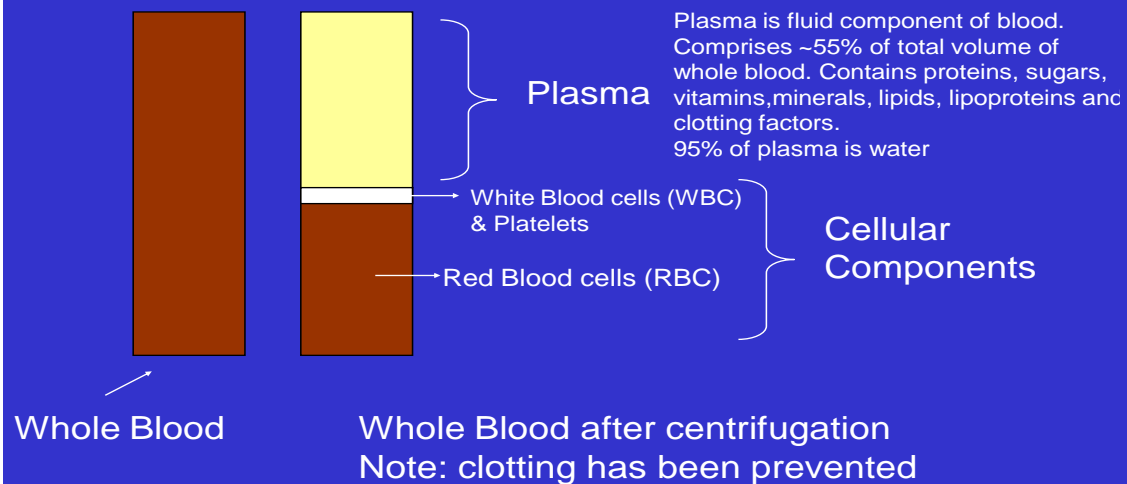 Plasma is fluid component of blood.
Comprises ~55% of total volume of
whole blood. Contains proteins, sugars,
vitamins,minerals, lipids, lipoproteins and
clotting factors.
95% of plasma is water
Plasma
White Blood cells (WBC)
& Platelets
Red Blood cells (RBC)
Cellular
Components
Whole Blood
Whole Blood after centrifugation
Note: clotting has been prevented